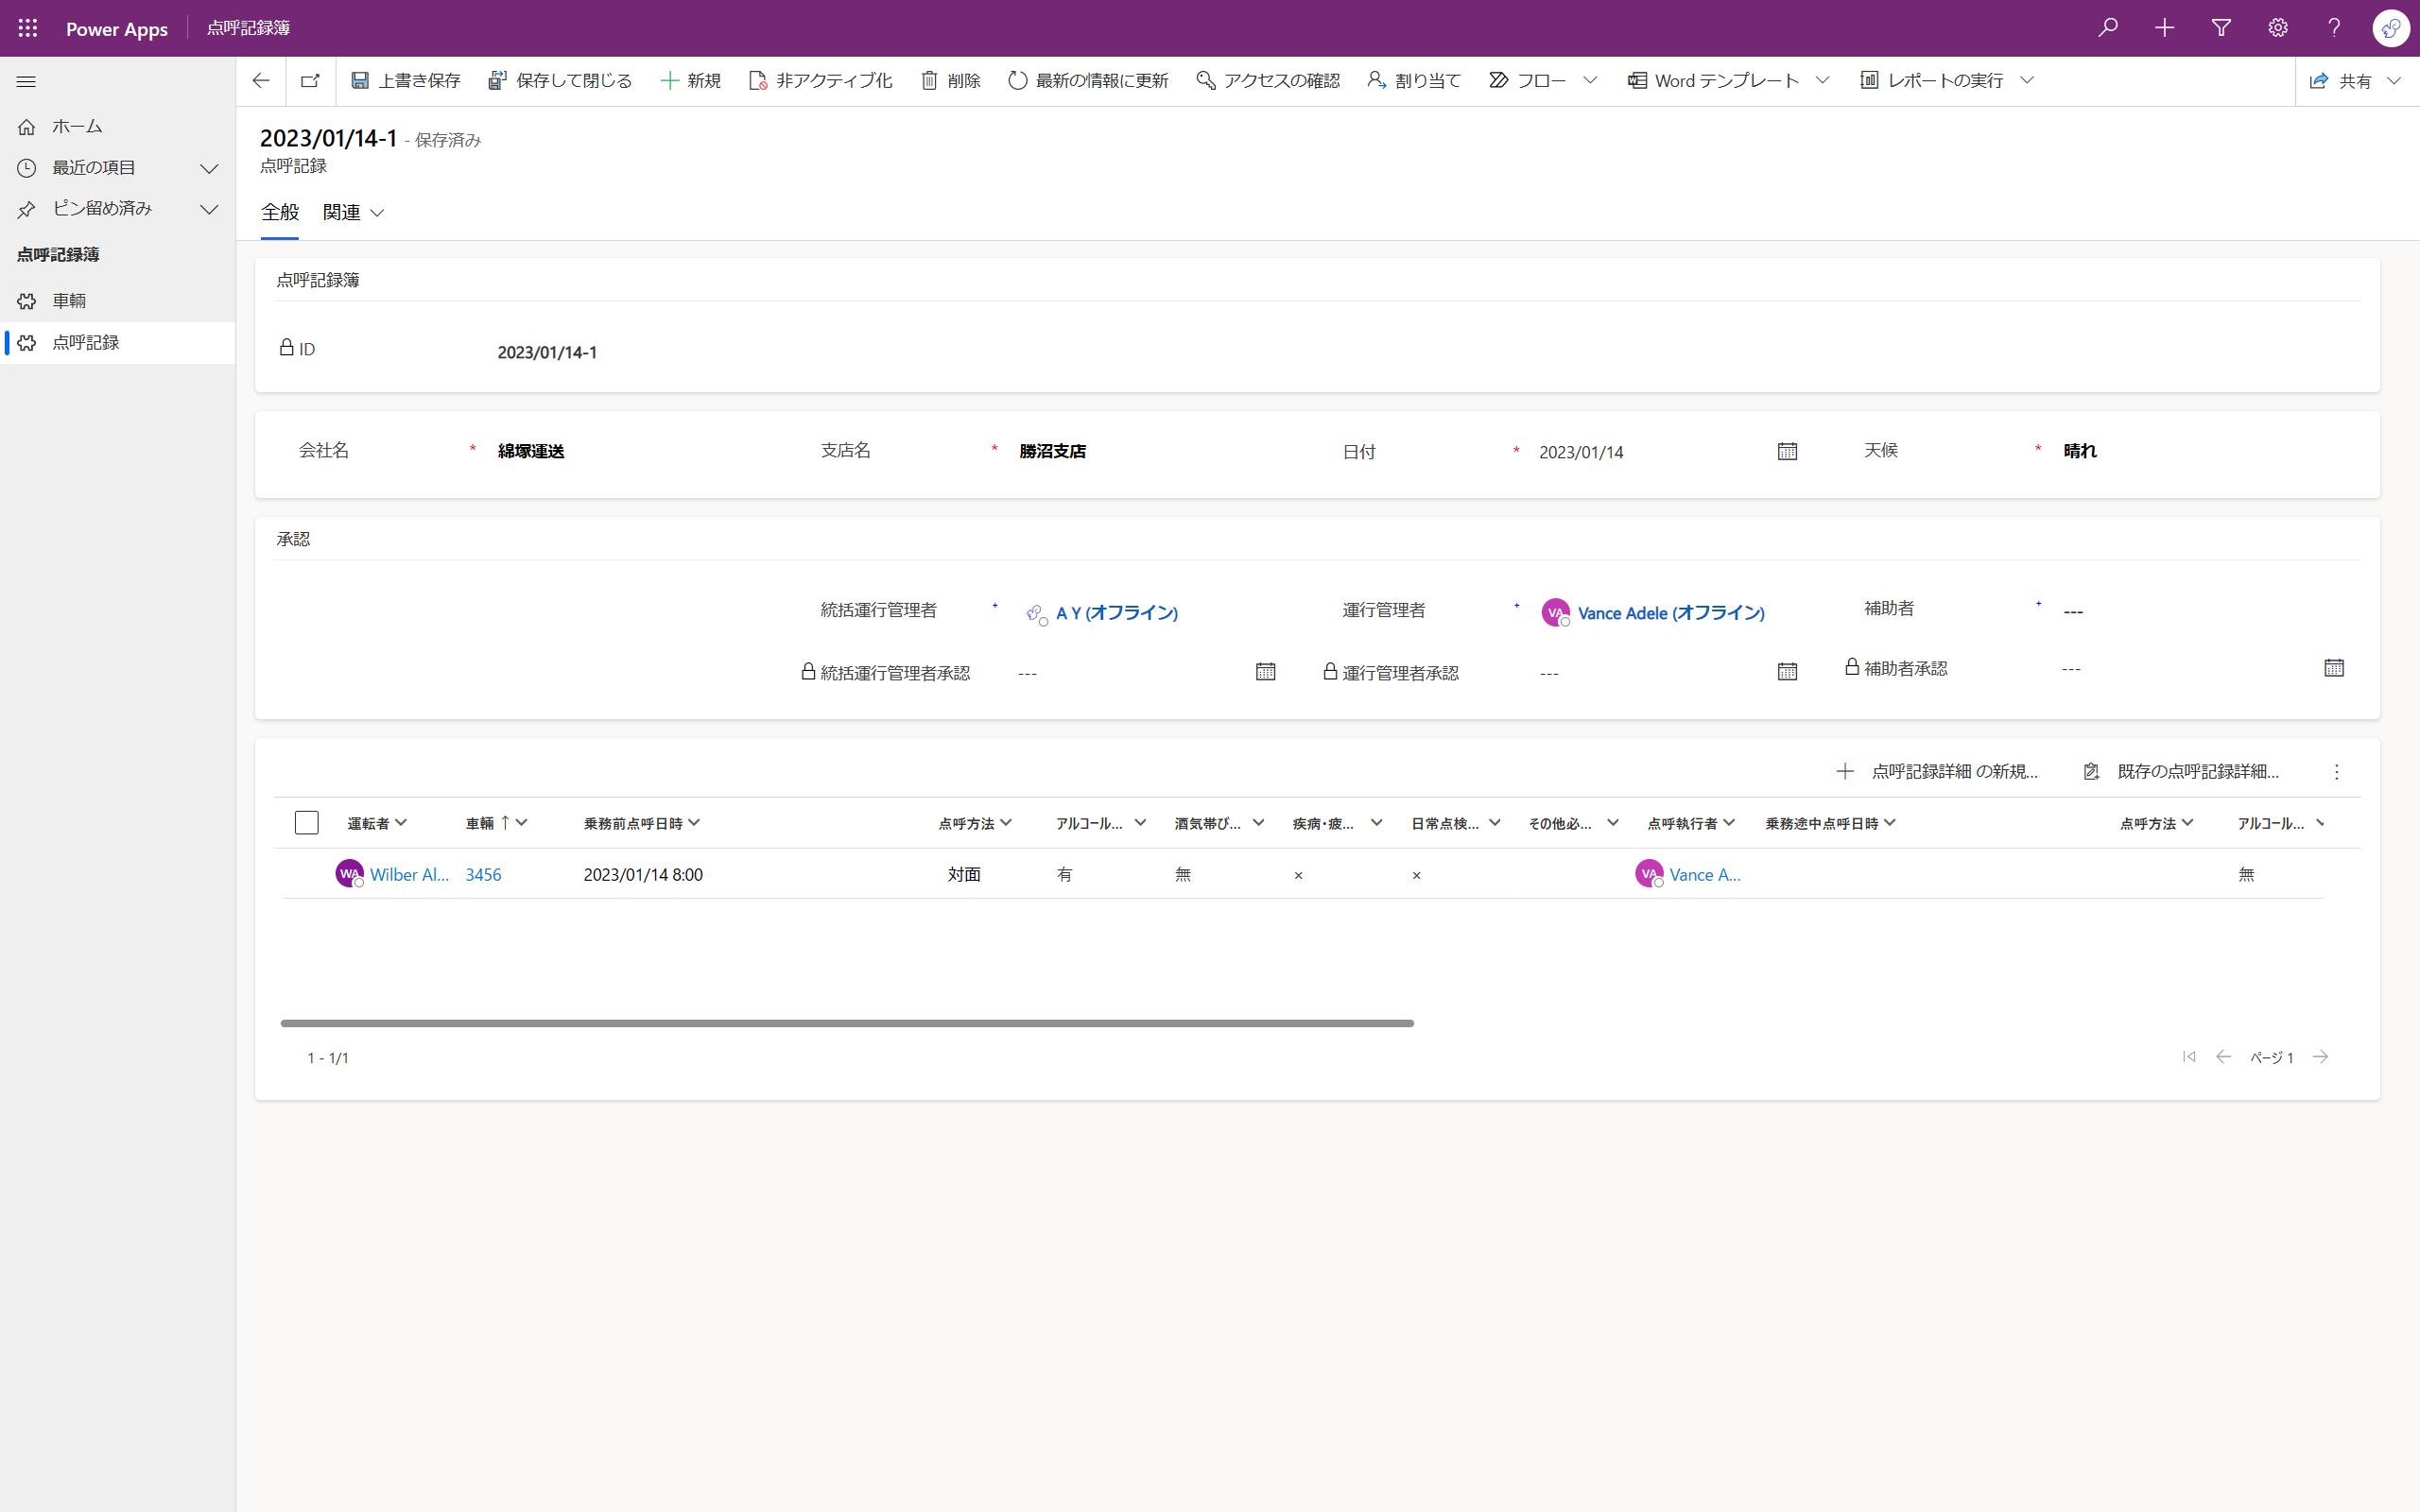 Power Apps 点呼記録簿
上書き保存 保存して閉じる 新規 非アクティブ化 削除 最新の情報に更新 アクセスの確認 割り当て フロー Word テンプレート レポートの実行 共有
ホーム
最近の項目
ピン留め済み
点呼記録簿
車輌
点呼記録
2023/01/14-1 - 保存済み
点呼記録
全般 関連
点呼記録簿
ID 2023/01/14-1
会社名 * 綿塚運送 支店名 * 勝沼支店 日付 * 2023/01/14 天候 * 晴れ
承認
統括運行管理者 + A Y (オフライン) 運行管理者 + VA Vance Adele (オフライン) 補助者 + ---
統括運行管理者承認 --- 運行管理者承認 --- 補助者承認 ---
点呼記録詳細 の新規... 既存の点呼記録詳細...
運転者 車輌 ↑ 乗務前点呼日時 点呼方法 アルコール... 酒気帯び... 疾病・疲... 日常点検... その他必... 点呼執行者 乗務途中点呼日時 点呼方法 アルコール...
WA Wilber Al... 3456 2023/01/14 8:00 対面 有 無 × × VA Vance A... 無
1 - 1/1 ページ 1